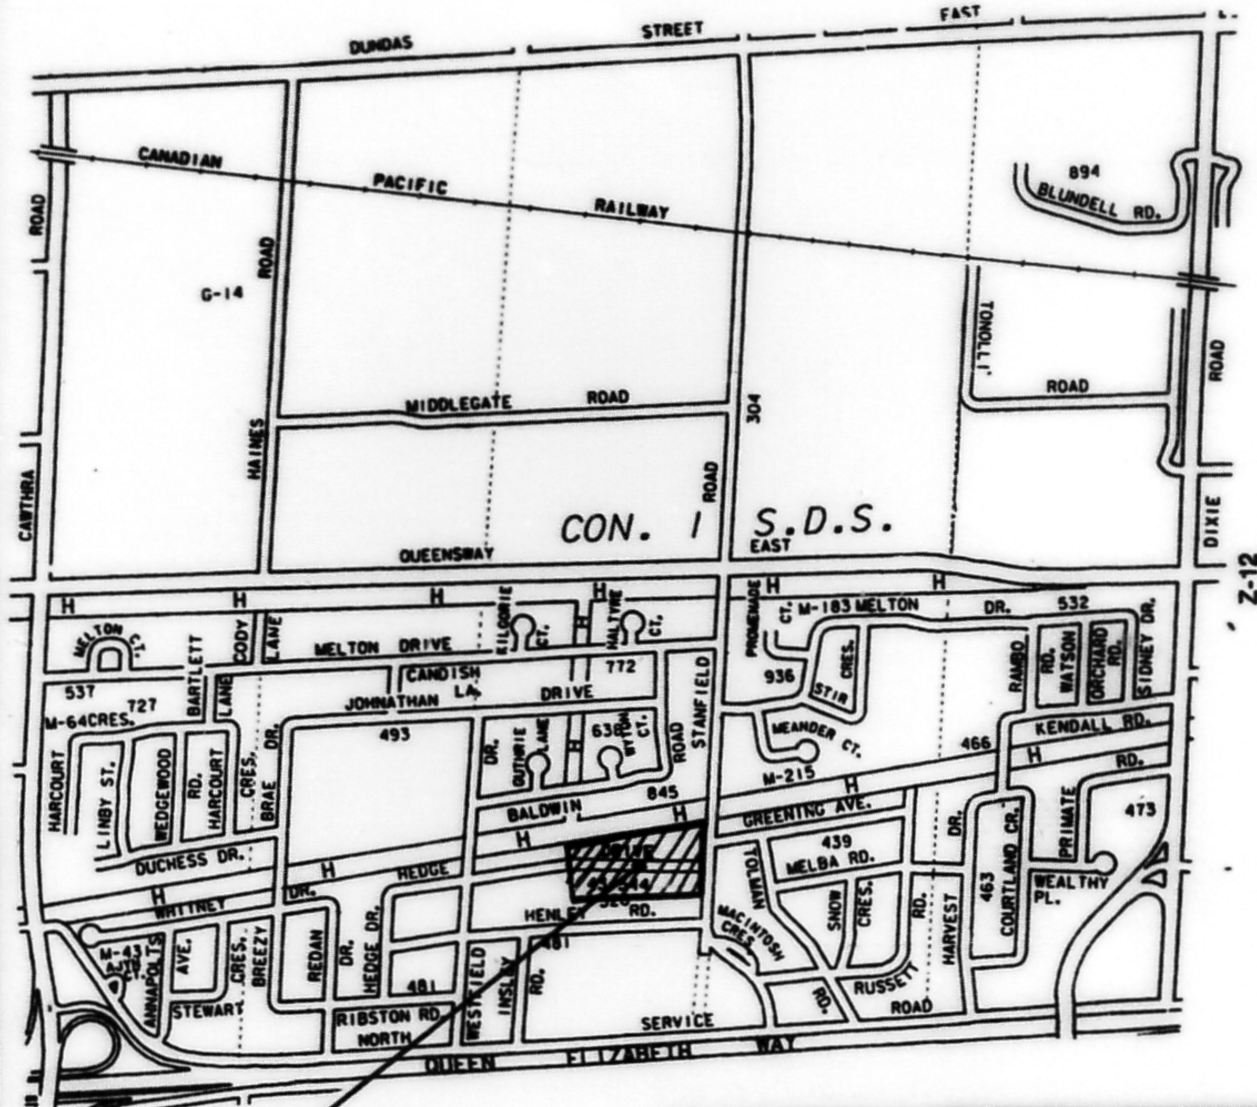 DUNDAS STREET EAST
CANADIAN PACIFIC RAILWAY
894
BLUNDELL RD.
ROAD
ROAD
G-14
ROAD
MIDDLEGATE ROAD
304
ROAD
HAINES
ROAD
CAWTHRA
CON. 1 S.D.S.
DIXIE
Z-12
QUEENSWAY EAST
H H H H H H
MELTON CT.
BARTLETT LANE
CODY LANE
MELTON DRIVE
KILGORIE CT.
H
HALTYRE CT.
PROMENADE CT.
M-183 MELTON DR. 532
SIDNEY DR.
RAMBO RD.
WATSON
ORCHARD RD.
537
727
CANDISH LA.
772
936
STIR CRES.
M-64 CRES.
JOHNATHAN DRIVE
493
638
STANFIELD ROAD
MEANDER CT.
KENDALL RD.
466
HARCOURT
LINBY ST.
WEDGEWOOD RD.
HARCOURT CRES.
BRAE DR.
DR.
GUTHRIE LANE
H
WYTON CT.
M-215
H
H
RD.
BALDWIN
845
H
GREENING AVE.
DUCHESS DR.
H
H
H
HEDGE
DRIVE
439
MELBA RD.
DR.
COURTLAND CR.
PRIMATE
473
463
WEALTHY PL.
WHITNEY DR.
HENLEY RD.
TOLMAN
SNOW CRES.
RD.
HARVEST
MACINTOSH CRES.
M-43
ANNAPOLIS AVE.
CRES.
BREEZY
REDAN DR.
HEDGE DR.
481
481
WESTFIELD
INSLEY RD.
RUSSETT
RD.
ROAD
STEWART
RIBSTON RD.
NORTH SERVICE
QUEEN ELIZABETH WAY